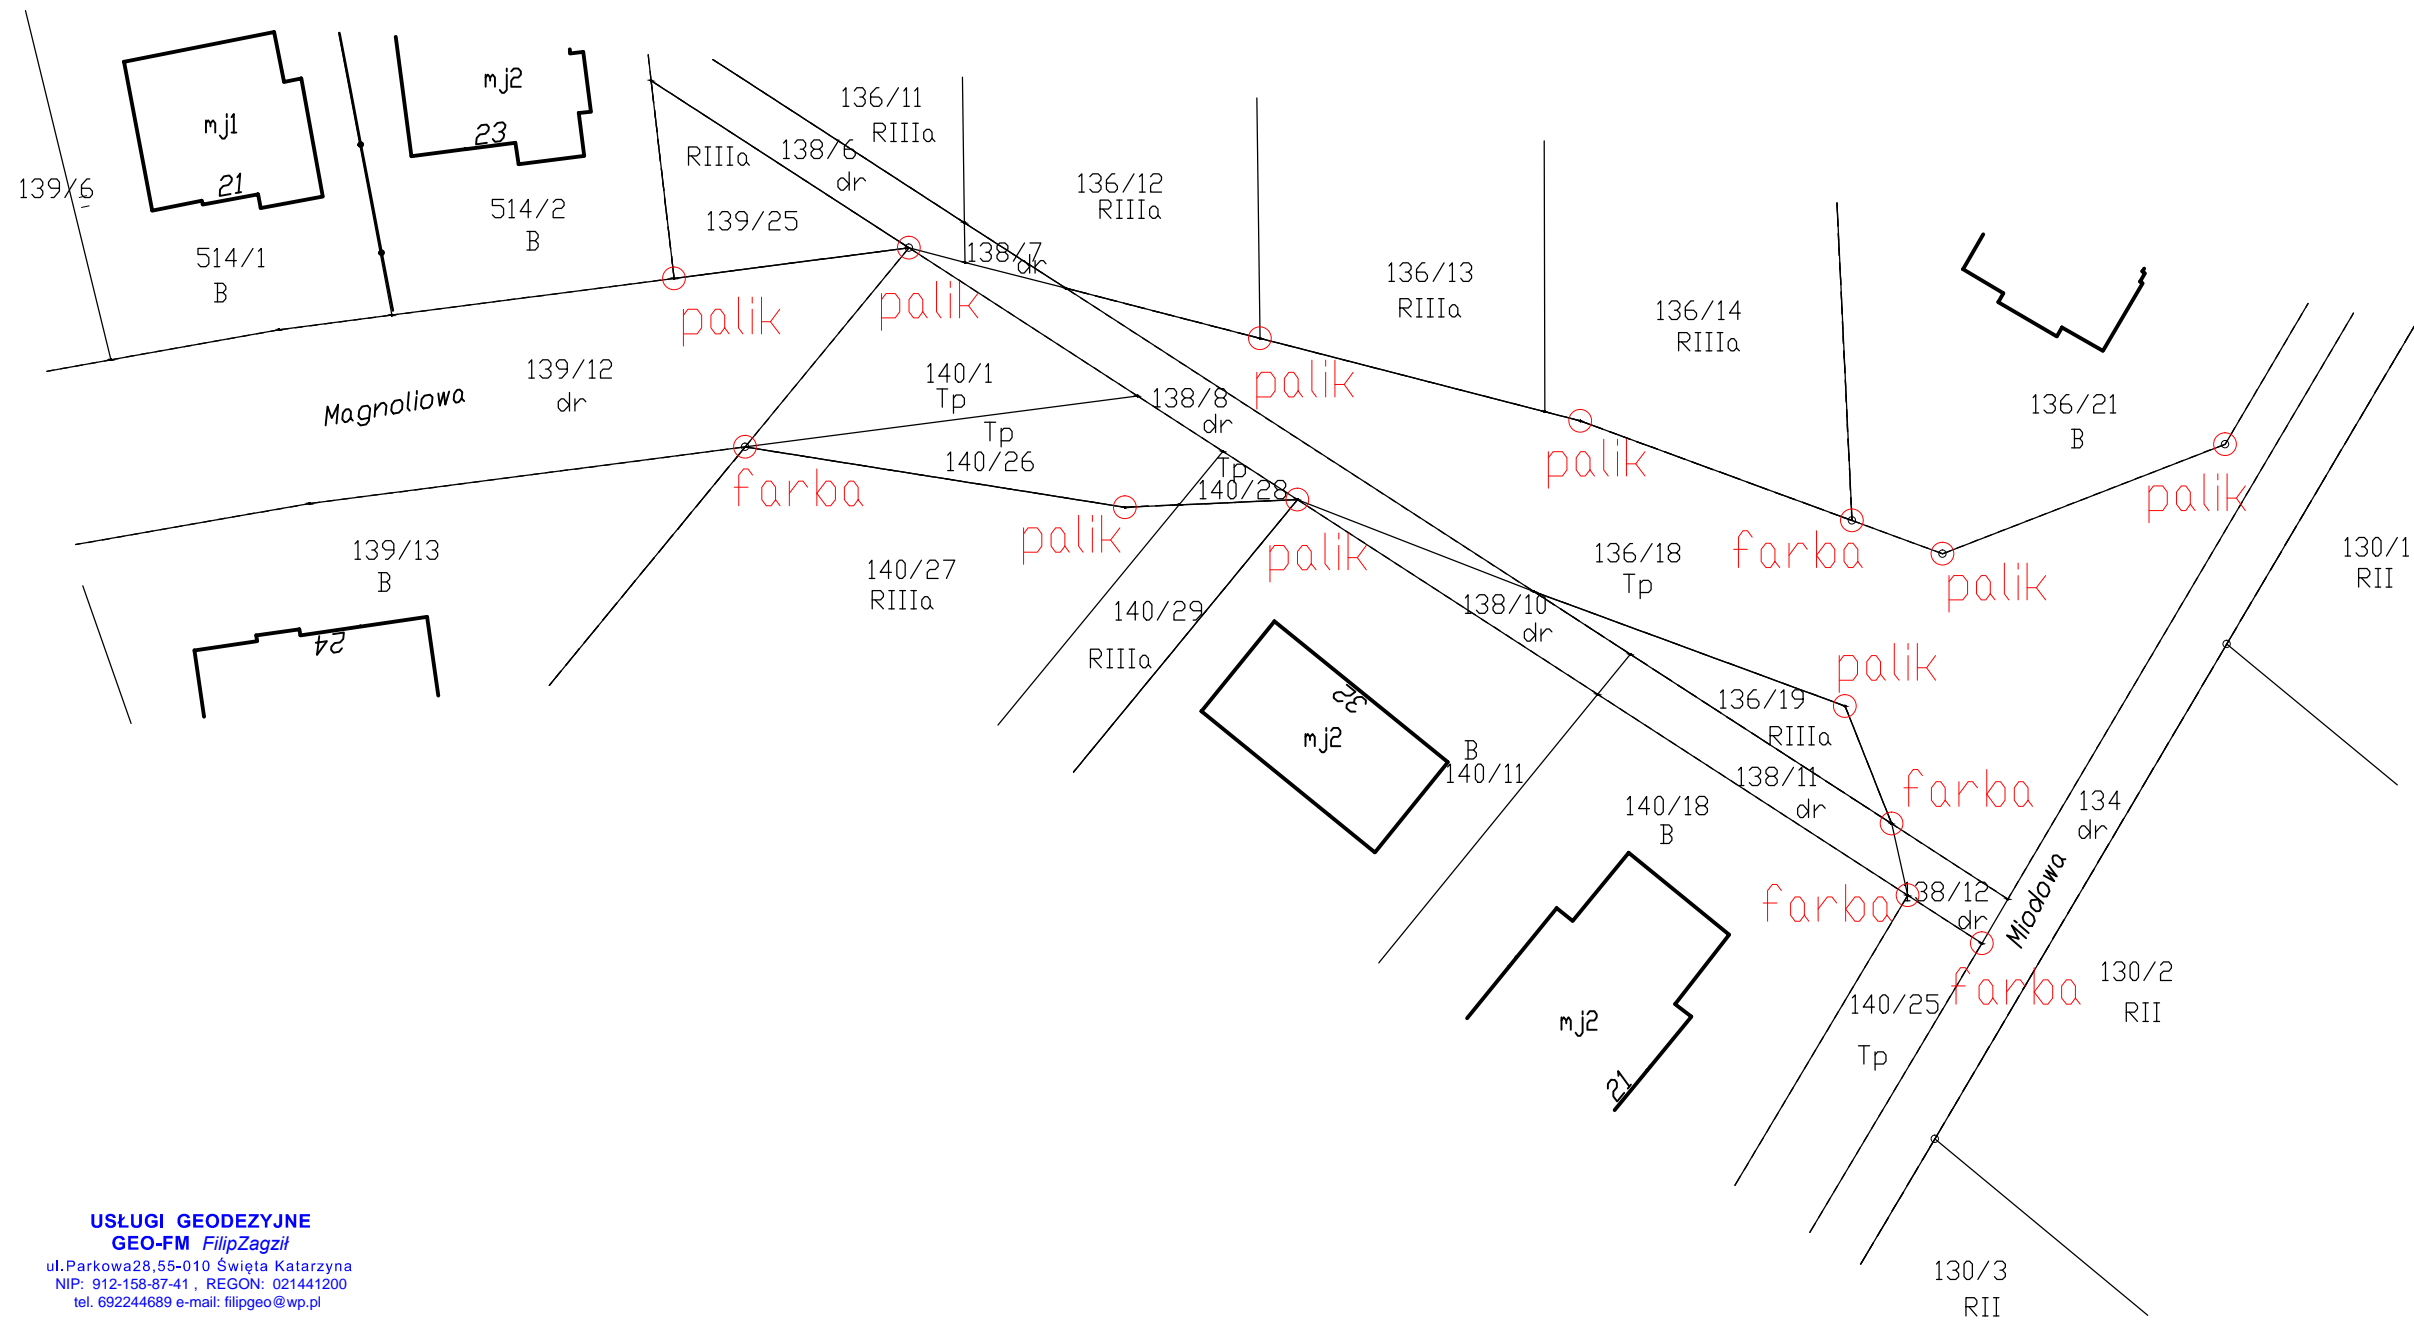 mj1
21
139/6
514/1
B
mj2
23
514/2
B
RIIIa
139/25
138/6
dr
136/11
RIIIa
136/12
RIIIa
138/7
dr
136/13
RIIIa
136/14
RIIIa
136/21
B
palik
palik
palik
palik
palik
139/12
dr
Magnoliowa
140/1
Tp
Tp
140/26
138/8
dr
Tp
140/28
farba
palik
palik
farba
palik
139/13
B
24
140/27
RIIIa
140/29
RIIIa
136/18
Tp
138/10
dr
130/1
RII
palik
32
mj2
B
140/11
136/19
RIIIa
138/11
dr
farba
134
dr
140/18
B
138/12
dr
farba
Miodowa
farba
130/2
RII
140/25
Tp
mj2
21
130/3
RII
USŁUGI GEODEZYJNE
GEO-FM FilipZagził
ul.Parkowa28,55-010 Święta Katarzyna
NIP: 912-158-87-41 , REGON: 021441200
tel. 692244689 e-mail: filipgeo@wp.pl